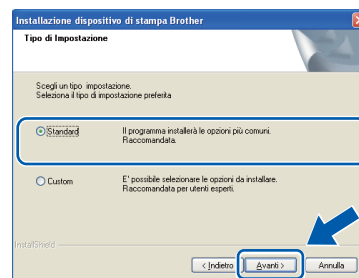 Installazione dispositivo di stampa Brother
Tipo di Impostazione
Scegli un tipo impostazione.
Seleziona il tipo di impostazione preferita
Standard
Il programma installerà le opzioni più comuni.
Raccomandata.
Custom
E' possibile selezionare le opzioni da installare.
Raccomandata per utenti esperti.
InstallShield
< Indietro
Avanti >
Annulla